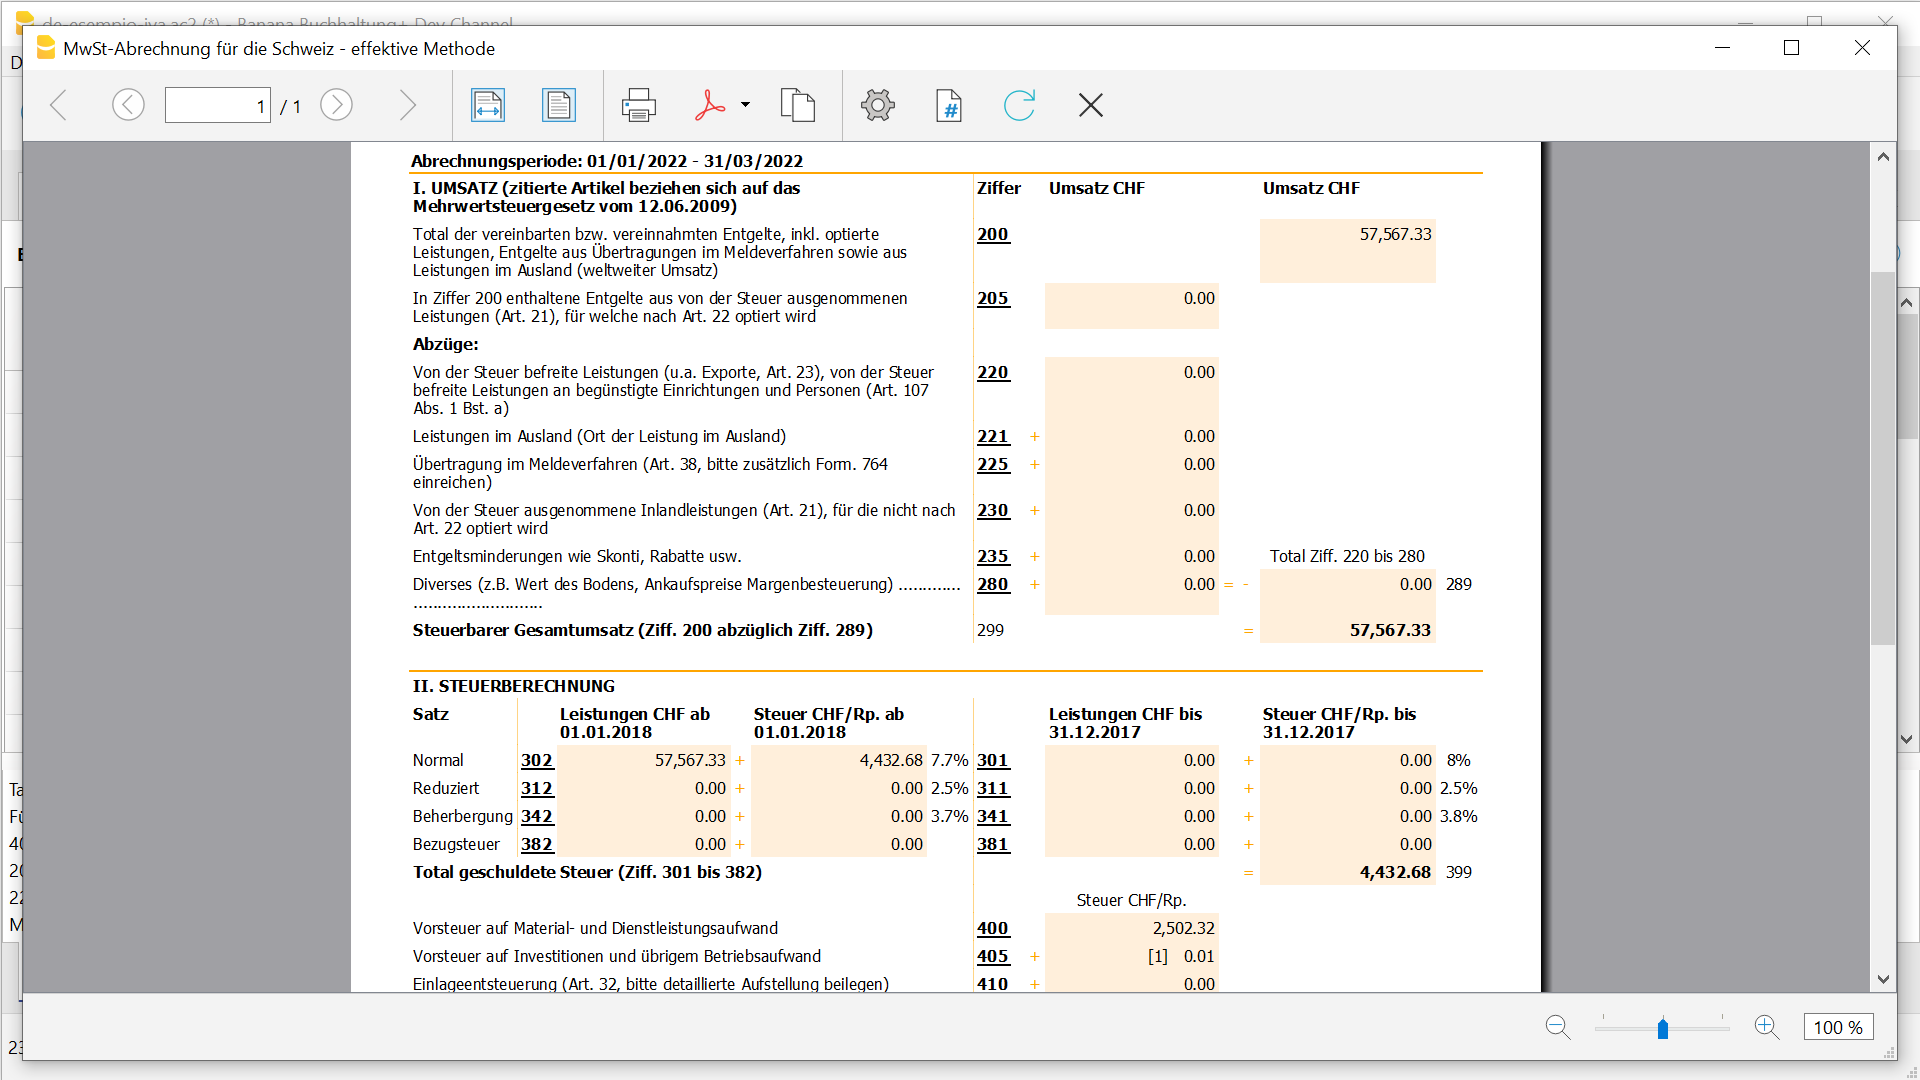 de-esempio-iva.ac2 (*) - Banana Buchhaltung+ Dev Channel
MwSt-Abrechnung für die Schweiz - effektive Methode
1 / 1
Abrechnungsperiode: 01/01/2022 - 31/03/2022
I. UMSATZ (zitierte Artikel beziehen sich auf das Ziffer Umsatz CHF Umsatz CHF
Mehrwertsteuergesetz vom 12.06.2009)
Total der vereinbarten bzw. vereinnahmten Entgelte, inkl. optierte 200 57,567.33
Leistungen, Entgelte aus Übertragungen im Meldeverfahren sowie aus
Leistungen im Ausland (weltweiter Umsatz)
In Ziffer 200 enthaltene Entgelte aus von der Steuer ausgenommenen 205 0.00
Leistungen (Art. 21), für welche nach Art. 22 optiert wird
Abzüge:
Von der Steuer befreite Leistungen (u.a. Exporte, Art. 23), von der Steuer 220 0.00
befreite Leistungen an begünstigte Einrichtungen und Personen (Art. 107
Abs. 1 Bst. a)
Leistungen im Ausland (Ort der Leistung im Ausland) 221 + 0.00
Übertragung im Meldeverfahren (Art. 38, bitte zusätzlich Form. 764 225 + 0.00
einreichen)
Von der Steuer ausgenommene Inlandleistungen (Art. 21), für die nicht nach 230 + 0.00
Art. 22 optiert wird
Entgeltsminderungen wie Skonti, Rabatte usw. 235 + 0.00 Total Ziff. 220 bis 280
Diverses (z.B. Wert des Bodens, Ankaufspreise Margenbesteuerung) ............. 280 + 0.00 = - 0.00 289
...........................
Steuerbarer Gesamtumsatz (Ziff. 200 abzüglich Ziff. 289) 299 = 57,567.33
II. STEUERBERECHNUNG
Satz Leistungen CHF ab Steuer CHF/Rp. ab Leistungen CHF bis Steuer CHF/Rp. bis
01.01.2018 01.01.2018 31.12.2017 31.12.2017
Normal 302 57,567.33 + 4,432.68 7.7% 301 0.00 + 0.00 8%
Reduziert 312 0.00 + 0.00 2.5% 311 0.00 + 0.00 2.5%
Beherbergung 342 0.00 + 0.00 3.7% 341 0.00 + 0.00 3.8%
Bezugsteuer 382 0.00 + 0.00 381 0.00 + 0.00
Total geschuldete Steuer (Ziff. 301 bis 382) = 4,432.68 399
Steuer CHF/Rp.
Vorsteuer auf Material- und Dienstleistungsaufwand 400 2,502.32
Vorsteuer auf Investitionen und übrigem Betriebsaufwand 405 + [1] 0.01
Einlageentsteuerung (Art. 32, bitte detaillierte Aufstellung beilegen) 410 + 0.00
100 %